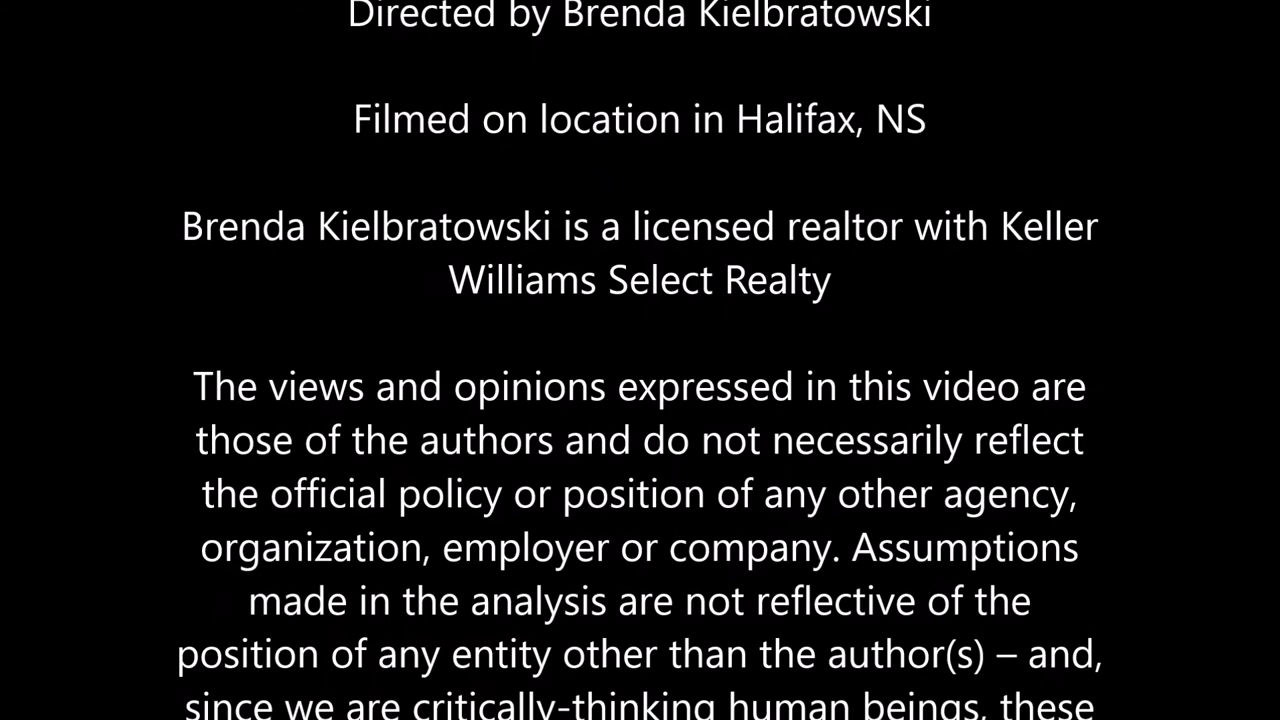 Directed by Brenda Kielbratowski
Filmed on location in Halifax, NS
Brenda Kielbratowski is a licensed realtor with Keller
Williams Select Realty
The views and opinions expressed in this video are
those of the authors and do not necessarily reflect
the official policy or position of any other agency,
organization, employer or company. Assumptions
made in the analysis are not reflective of the
position of any entity other than the author(s) – and,
since we are critically-thinking human beings, these